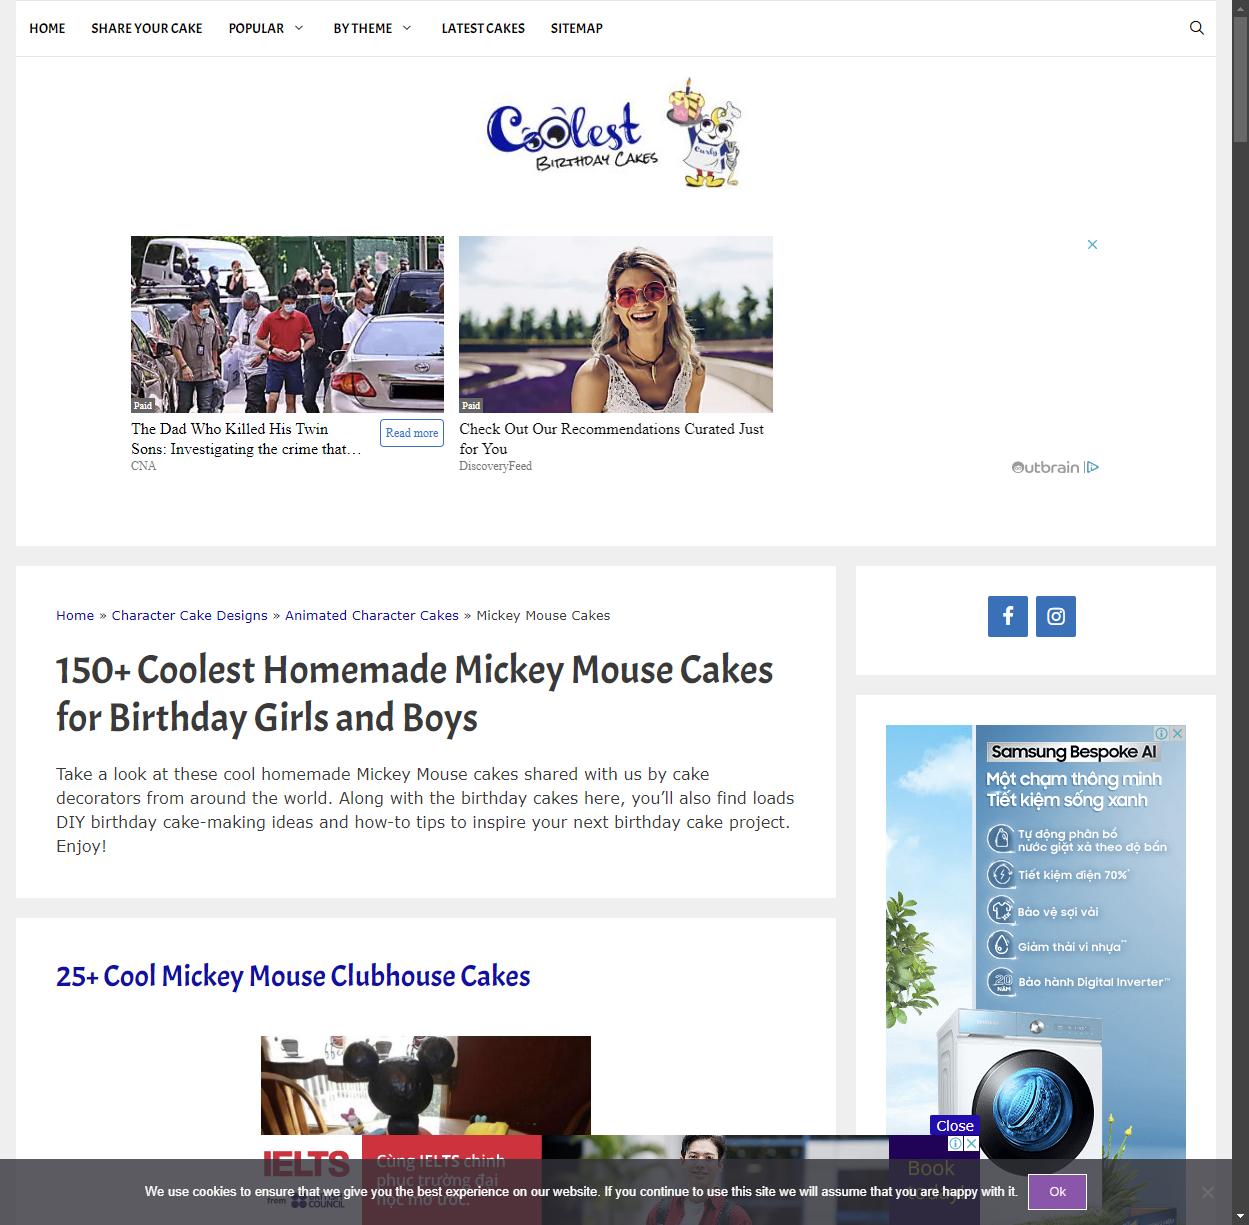 HOME SHARE YOUR CAKE POPULAR BY THEME LATEST CAKES SITEMAP
Coolest
BIRTHDAY CAKES
Curly
Paid
The Dad Who Killed His Twin
Sons: Investigating the crime that…
Read more
CNA
Paid
Check Out Our Recommendations Curated Just
for You
DiscoveryFeed
Outbrain
Home » Character Cake Designs » Animated Character Cakes » Mickey Mouse Cakes
150+ Coolest Homemade Mickey Mouse Cakes
for Birthday Girls and Boys
Take a look at these cool homemade Mickey Mouse cakes shared with us by cake
decorators from around the world. Along with the birthday cakes here, you’ll also find loads
DIY birthday cake-making ideas and how-to tips to inspire your next birthday cake project.
Enjoy!
25+ Cool Mickey Mouse Clubhouse Cakes
Samsung Bespoke AI
Một chạm thông minh
Tiết kiệm sống xanh
Tự động phân bổ
nước giặt xả theo độ bẩn
Tiết kiệm điện 70%*
Bảo vệ sợi vải
Giảm thải vi nhựa**
20 NĂM
Bảo hành Digital Inverter™
Close
IELTS
from
BRITISH
COUNCIL
Cùng IELTS chinh
phục trường đại
học mơ ước.
Book
today!
We use cookies to ensure that we give you the best experience on our website. If you continue to use this site we will assume that you are happy with it.
Ok